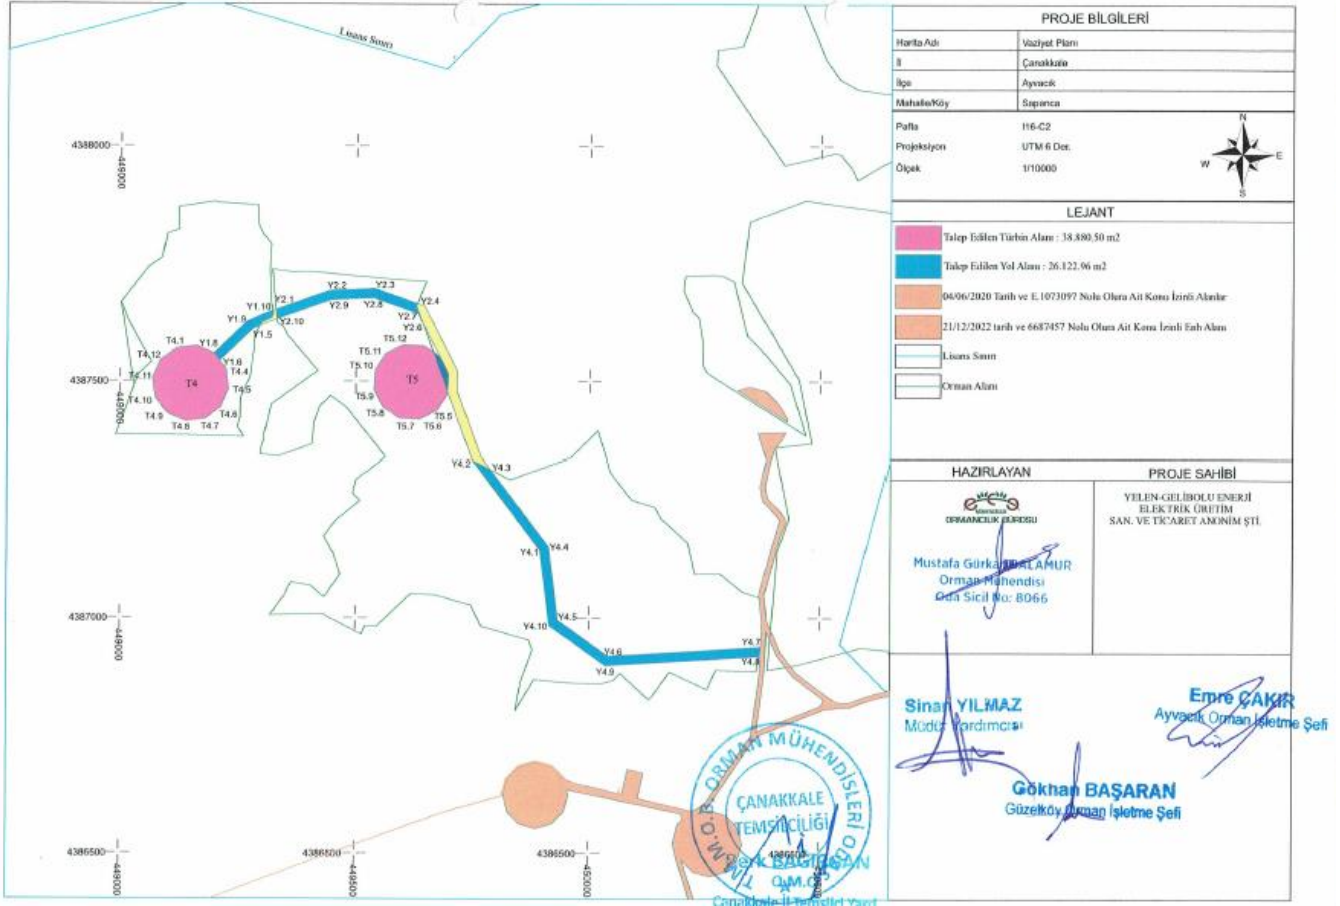 Lisans Sınırı
4388000
449000
Y2.2
Y2.3
Y1.10
Y2.1
Y2.4
Y1.9
Y2.9
Y2.8
Y2.7
Y2.10
Y2.6
Y1.5
T4.1
Y1.8
T5.12
T4.12
T5.11
Y1.6
T4.11
T4.4
T5.10
4387500
T4
T4.5
T5
449000
T4.10
T5.9
T4.9
T4.6
T5.8
T5.5
T4.8
T4.7
T5.7
T5.6
Y4.2
Y4.3
Y4.1
Y4.4
4387000
Y4.5
Y4.10
449000
Y4.6
Y4.7
Y4.9
Y4.8
4386500
4386500
4386500
4386500
449000
449500
450000
T.M.M.O.B. ORMAN MÜHENDİSLERİ ODASI
ÇANAKKALE
TEMSİLCİLİĞİ
Çanakkale İl Temsilci Yard.
PROJE BİLGİLERİ
Harita Adı Vaziyet Planı
İl Çanakkale
İlçe Ayvacık
Mahalle/Köy Sapanca
Pafta I16-C2
Projeksiyon UTM 6 Der.
Ölçek 1/10000
N
W E
S
LEJANT
Talep Edilen Türbin Alanı : 38.880,50 m2
Talep Edilen Yol Alanı : 26.122,96 m2
04/06/2020 Tarih ve E.1073097 Nolu Olura Ait Konu İzinli Alanlar
21/12/2022 tarih ve 6687457 Nolu Olura Ait Konu İzinli Enh Alanı
Lisans Sınırı
Orman Alanı
HAZIRLAYAN
ORMANCILIK BÜROSU
Mustafa Gürkan
Orman Mühendisi
Oda Sicil No: 8066
PROJE SAHİBİ
YELEN-GELİBOLU ENERJİ
ELEKTRİK ÜRETİM
SAN. VE TİCARET ANONİM ŞTİ.
Sinan YILMAZ
Müdür Yardımcısı
Emre ÇAKIR
Ayvacık Orman İşletme Şefi
Gökhan BAŞARAN
Güzelköy Orman İşletme Şefi